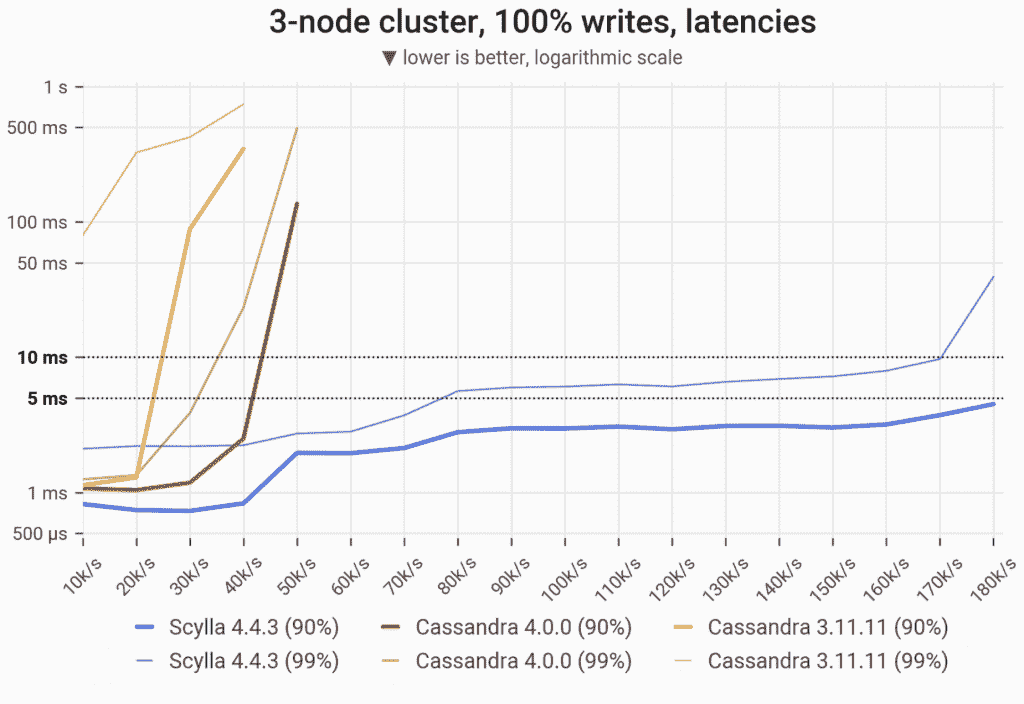 3-node cluster, 100% writes, latencies
▼ lower is better, logarithmic scale
1 s
500 ms
100 ms
50 ms
10 ms
5 ms
1 ms
500 µs
10k/s 20k/s 30k/s 40k/s 50k/s 60k/s 70k/s 80k/s 90k/s 100k/s 110k/s 120k/s 130k/s 140k/s 150k/s 160k/s 170k/s 180k/s
Scylla 4.4.3 (90%) Cassandra 4.0.0 (90%) Cassandra 3.11.11 (90%)
Scylla 4.4.3 (99%) Cassandra 4.0.0 (99%) Cassandra 3.11.11 (99%)